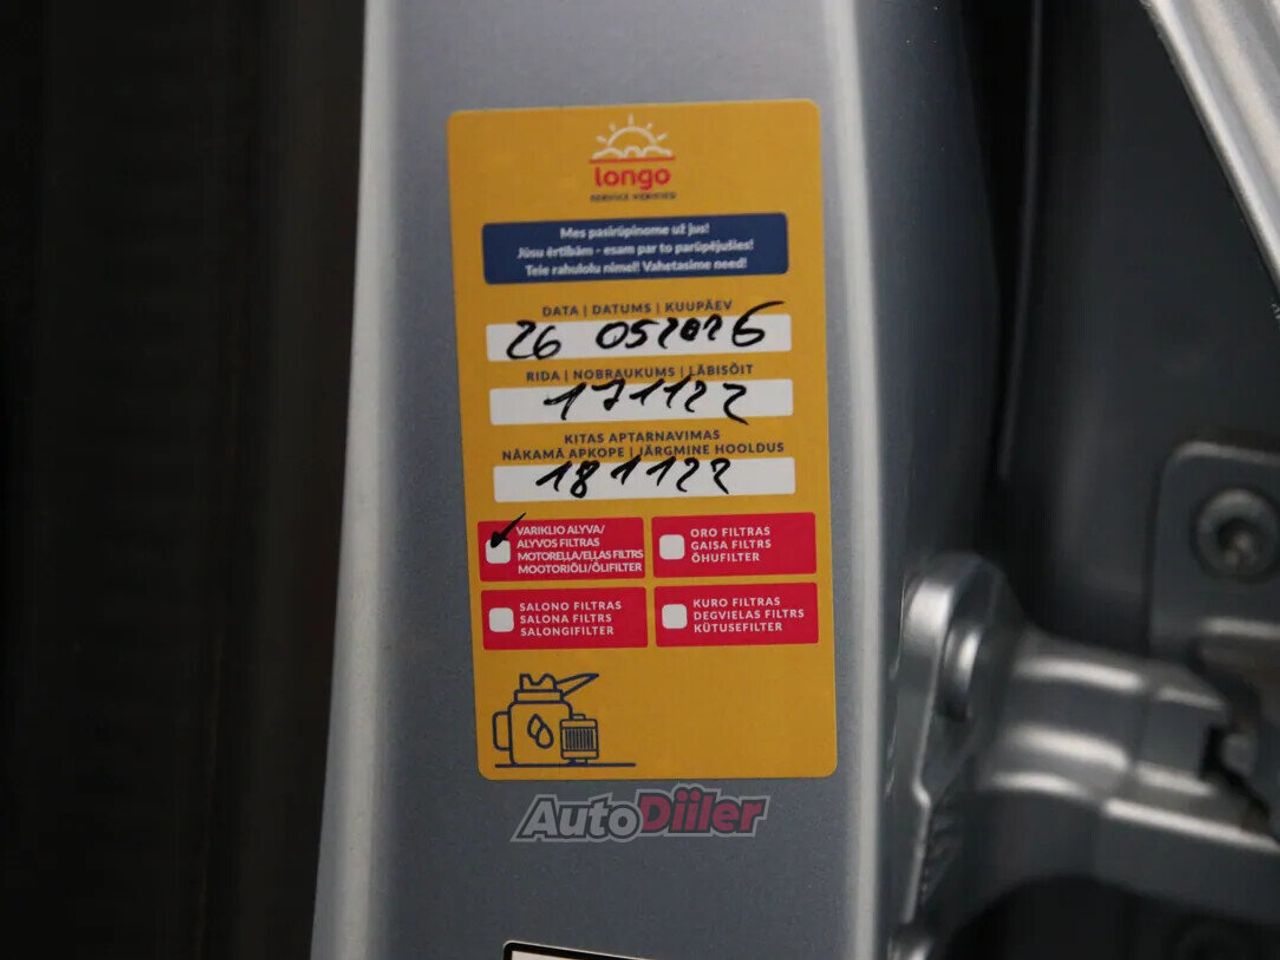 longo
SERVICE VERIFIED
Mes pasirūpinome už jus!
Jūsu ērtībām - esam par to parūpējušies!
Teie rahulolu nimel! Vahetasime need!
DATA | DATUMS | KUUPÄEV
26 05 2026
RIDA | NOBRAUKUMS | LÄBISÕIT
171122
KITAS APTARNAVIMAS
NĀKAMĀ APKOPE | JÄRGMINE HOOLDUS
181122
VARIKLIO ALYVA/
ALYVOS FILTRAS
MOTOREĻĻA/EĻĻAS FILTRS
MOOTORIÕLI/ÕLIFILTER
ORO FILTRAS
GAISA FILTRS
ÕHUFILTER
SALONO FILTRAS
SALONA FILTRS
SALONGIFILTER
KURO FILTRAS
DEGVIELAS FILTRS
KÜTUSEFILTER
AutoDiiler